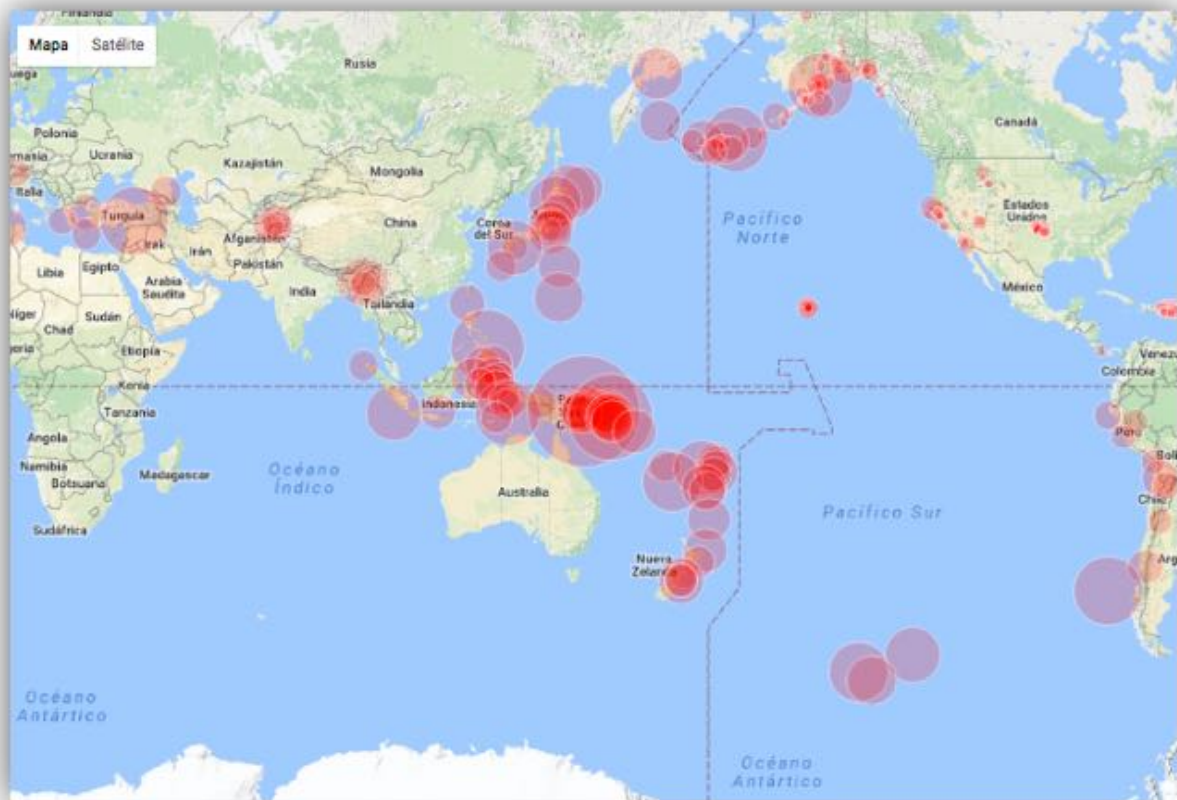 Finlandia
Mapa Satélite
Rusia
Canadá
Polonia
Ucrania
Kazajistán
Mongolia
Italia
Turquía
Estados
Unidos
Pacífico
Norte
China
Corea
del Sur
Afganistán
Irak
Irán
Pakistán
Libia
Egipto
Arabia
Saudita
India
México
Tailandia
Sudán
Chad
Etiopía
Kenia
Colombia
Indonesia
Tanzania
Perú
Angola
Namibia
Botsuana
Madagascar
Océano
Índico
Australia
Chile
Pacífico Sur
Sudáfrica
Nueva
Océano
Antártico
Océano
Antártico